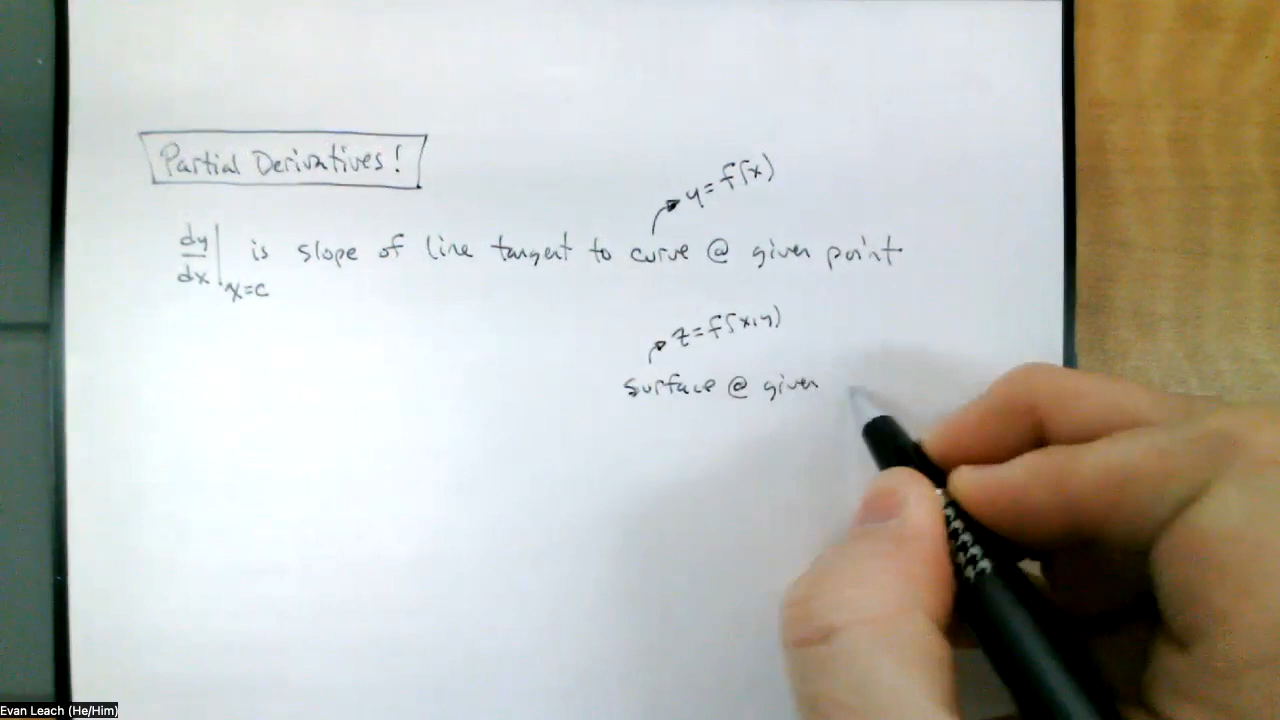 Partial Derivatives!
y=f(x)
dy/dx|x=c is slope of line tangent to curve @ given point
z=f(x,y)
surface @ given
Evan Leach (He/Him)